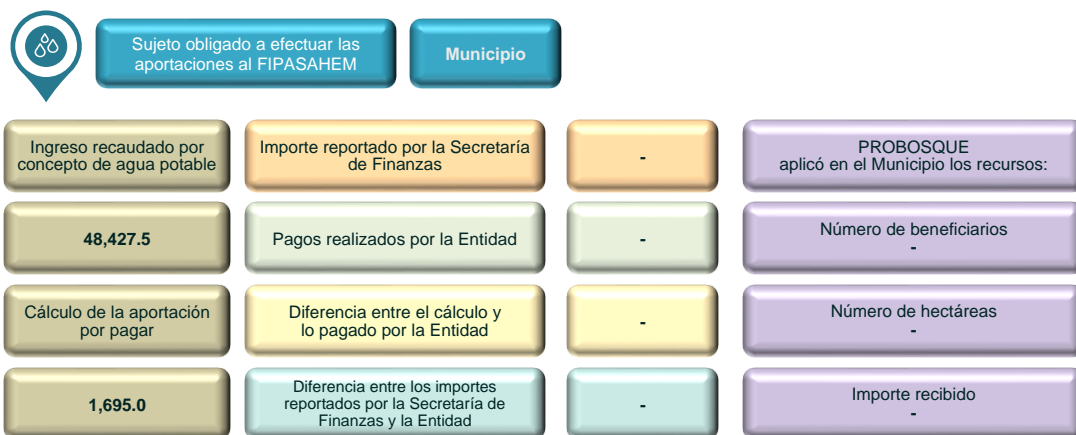 Sujeto obligado a efectuar las
aportaciones al FIPASAHEM
Municipio
Ingreso recaudado por
concepto de agua potable
Importe reportado por la Secretaría
de Finanzas
-
PROBOSQUE
aplicó en el Municipio los recursos:
48,427.5
Pagos realizados por la Entidad
-
Número de beneficiarios
-
Cálculo de la aportación
por pagar
Diferencia entre el cálculo y
lo pagado por la Entidad
-
Número de hectáreas
-
1,695.0
Diferencia entre los importes
reportados por la Secretaría de
Finanzas y la Entidad
-
Importe recibido
-